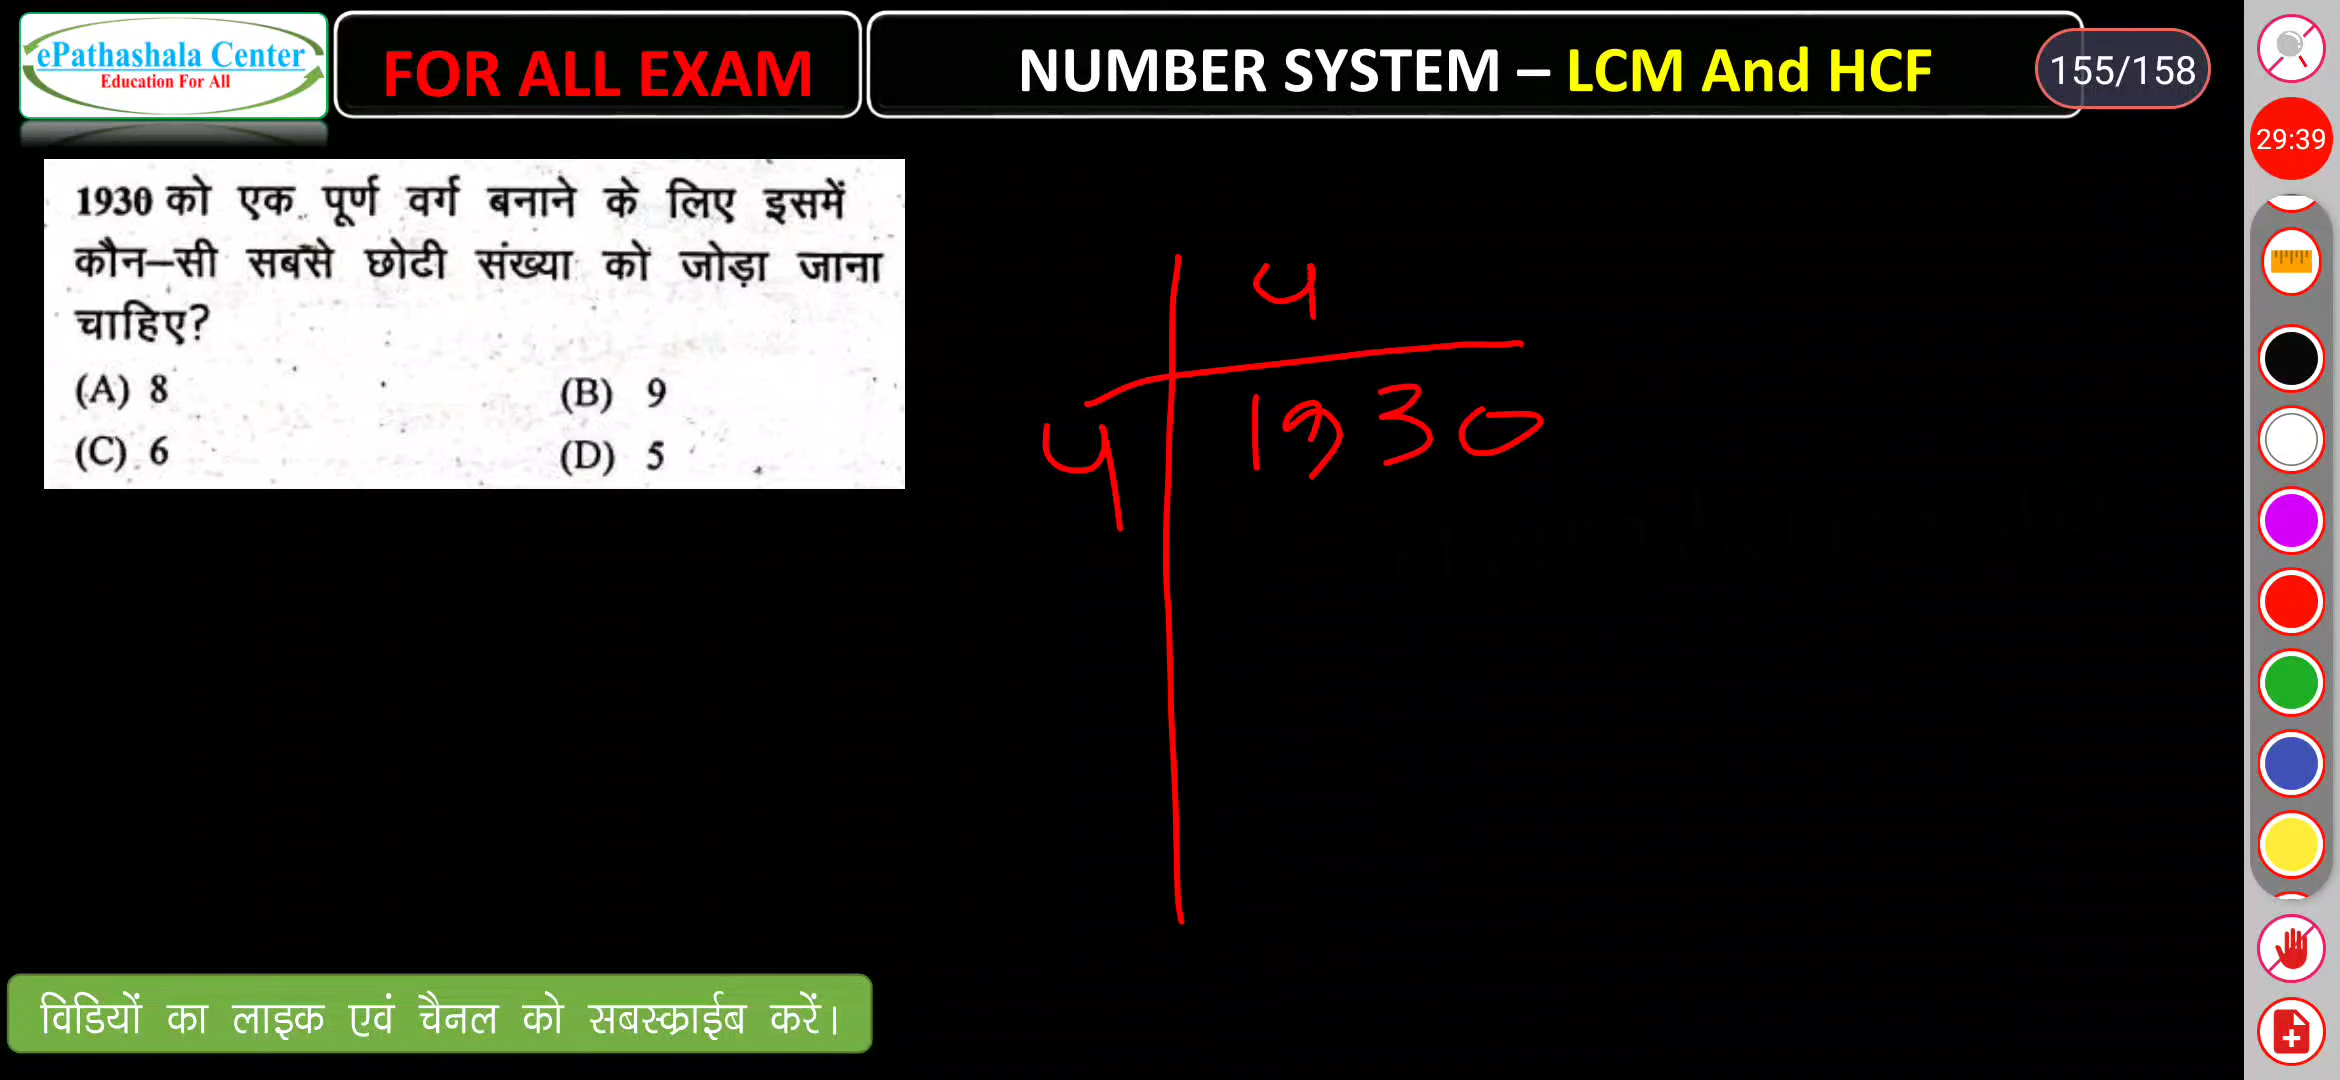 ePathashala Center
Education For All
FOR ALL EXAM
NUMBER SYSTEM – LCM And HCF
155/158
29:39
1930 को एक पूर्ण वर्ग बनाने के लिए इसमें
कौन–सी सबसे छोटी संख्या को जोड़ा जाना
चाहिए?
(A) 8
(B) 9
(C) 6
(D) 5
4
4
1930
विडियों का लाइक एवं चैनल को सबस्क्राईब करें।